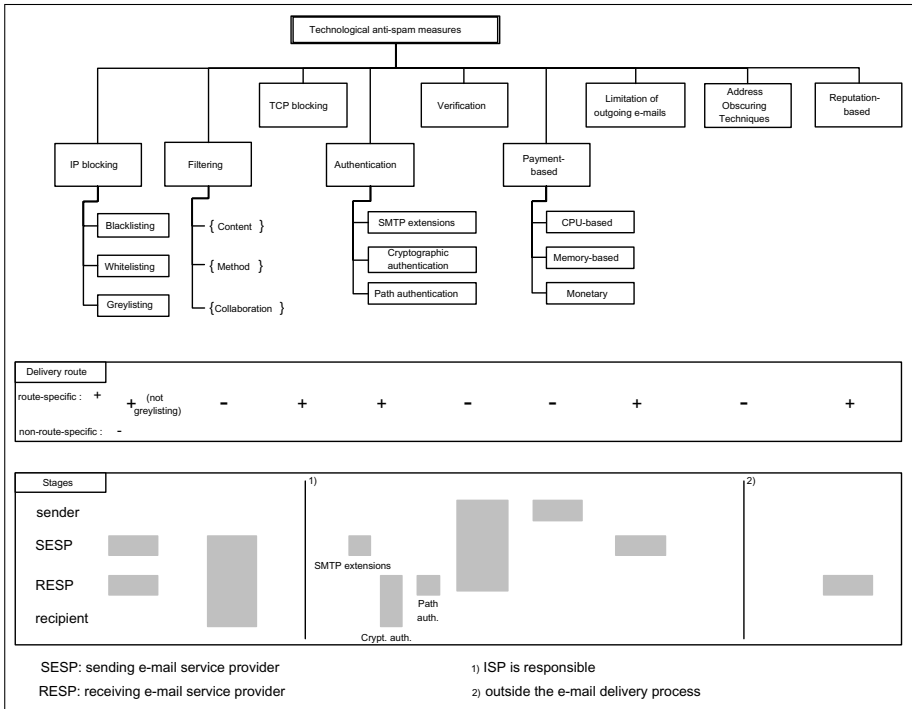 Technological anti-spam measures
TCP blocking
Verification
Limitation of
outgoing e-mails
Address
Obscuring
Techniques
Reputation-
based
IP blocking
Filtering
Authentication
Payment-
based
Blacklisting
{ Content }
SMTP extensions
CPU-based
Whitelisting
{ Method }
Cryptographic
authentication
Memory-based
Greylisting
{Collaboration }
Path authentication
Monetary
Delivery route
route-specific : +
+ (not
greylisting)
- + + - - + - +
non-route-specific : -
Stages
1)
2)
sender
SESP
SMTP extensions
RESP
Path
auth.
recipient
Crypt. auth.
SESP: sending e-mail service provider
1) ISP is responsible
RESP: receiving e-mail service provider
2) outside the e-mail delivery process